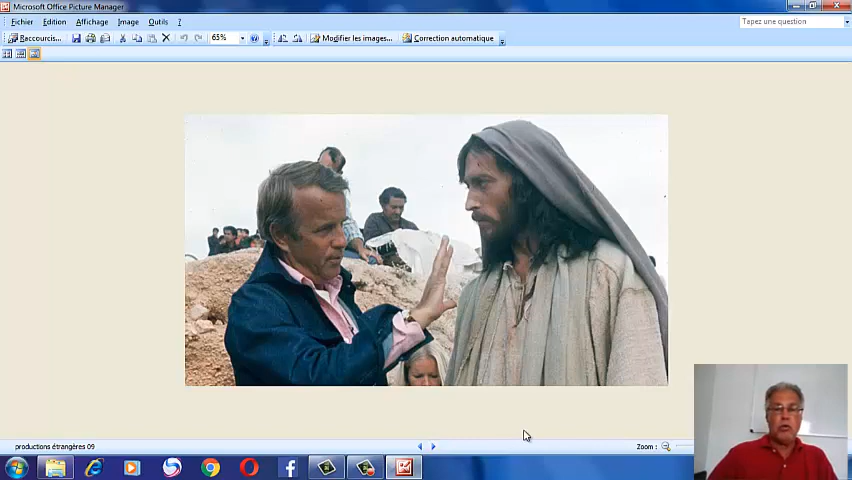 Microsoft Office Picture Manager
Fichier Edition Affichage Image Outils ?
Tapez une question
Raccourcis... 65% Modifier les images... Correction automatique
productions étrangères 09
Zoom :